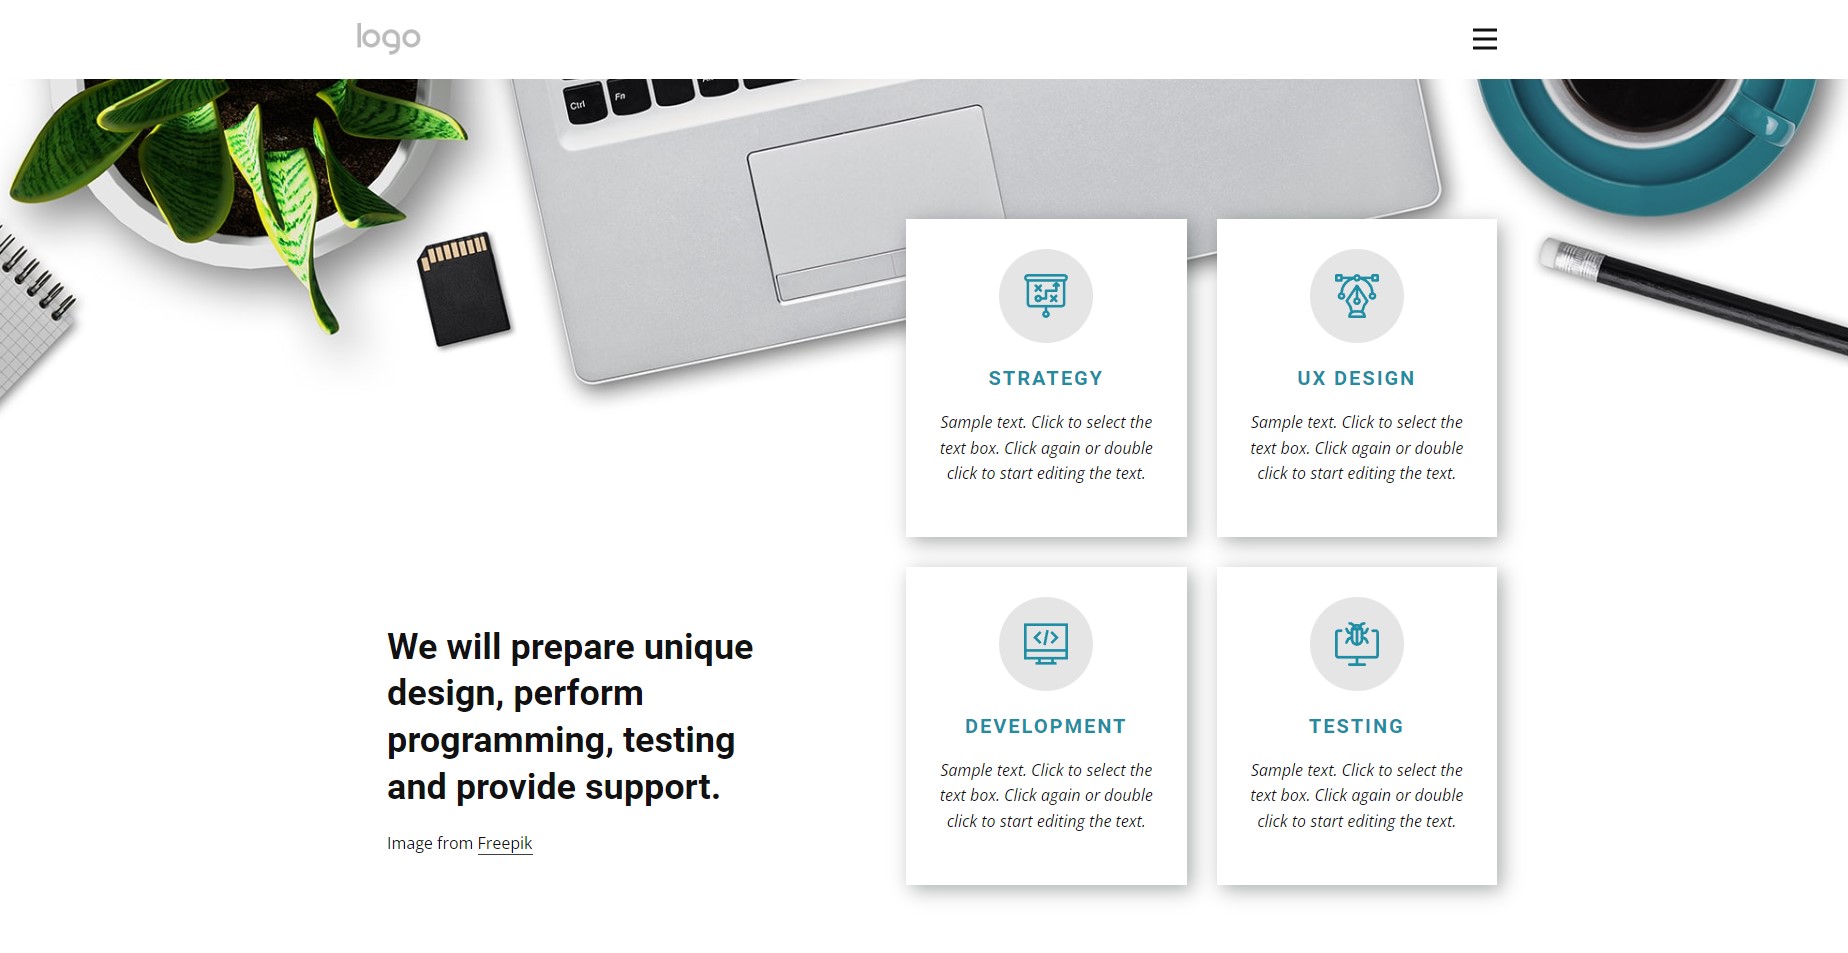 logo
Ctrl
Fn
STRATEGY
Sample text. Click to select the
text box. Click again or double
click to start editing the text.
UX DESIGN
Sample text. Click to select the
text box. Click again or double
click to start editing the text.
We will prepare unique
design, perform
programming, testing
and provide support.
Image from Freepik
DEVELOPMENT
Sample text. Click to select the
text box. Click again or double
click to start editing the text.
TESTING
Sample text. Click to select the
text box. Click again or double
click to start editing the text.